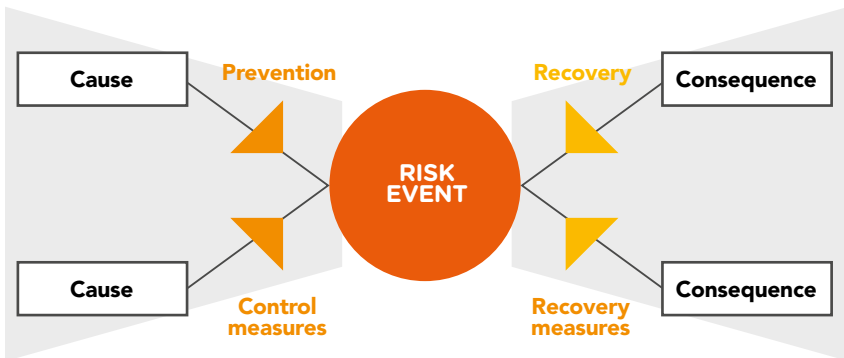 Prevention
Recovery
Cause
Consequence
RISK
EVENT
Cause
Consequence
Control
measures
Recovery
measures